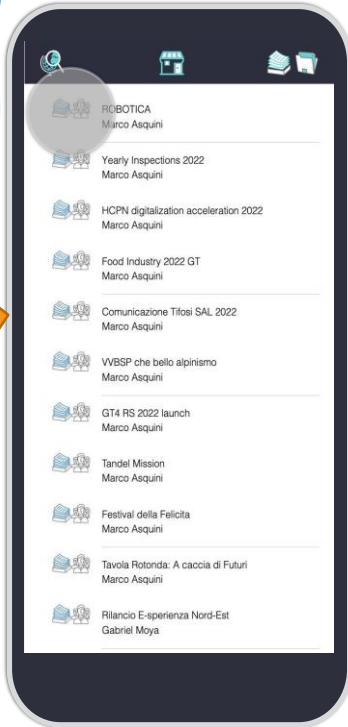 ROBOTICA
Marco Asquini
Yearly Inspections 2022
Marco Asquini
HCPN digitalization acceleration 2022
Marco Asquini
Food Industry 2022 GT
Marco Asquini
Comunicazione Tifosi SAL 2022
Marco Asquini
VVBSP che bello alpinismo
Marco Asquini
GT4 RS 2022 launch
Marco Asquini
Tandel Mission
Marco Asquini
Festival della Felicita
Marco Asquini
Tavola Rotonda: A caccia di Futuri
Marco Asquini
Rilancio E-sperienza Nord-Est
Gabriel Moya